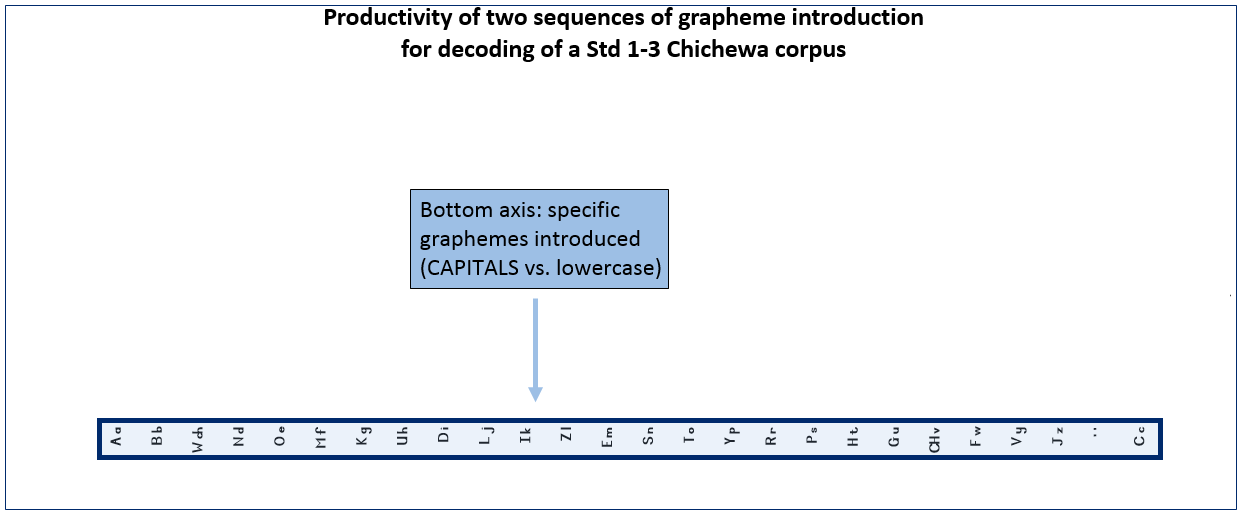 Productivity of two sequences of grapheme introduction
for decoding of a Std 1-3 Chichewa corpus
Bottom axis: specific
graphemes introduced
(CAPITALS vs. lowercase)
Aa Bb Wch Nd Oe Mf Kg Uh Di Lj Ik Zl Em Sn To Yp Rr Ps Ht Gu CHv Fw Vy Jz '' Cc